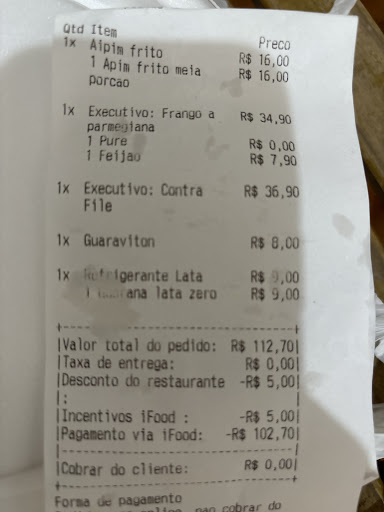 Qtd Item Preco
1x Aipim frito R$ 16,00
1 Apim frito meia R$ 16,00
porcao
1x Executivo: Frango a R$ 34,90
parmegiana
1 Pure R$ 0,00
1 Feijao R$ 7,90
1x Executivo: Contra R$ 36,90
File
1x Guaraviton R$ 8,00
1x Refrigerante Lata R$ 9,00
1 lata zero R$ 9,00
+------------------------------+
|Valor total do pedido: R$ 112,70|
|Taxa de entrega: R$ 0,00|
|Desconto do restaurante -R$ 5,00|
|: |
|Incentivos iFood : -R$ 5,00|
|Pagamento via iFood: -R$ 102,70|
|------------------------------|
|Cobrar do cliente: R$ 0,00|
+------------------------------+
Forma de pagamento
nao cobrar do